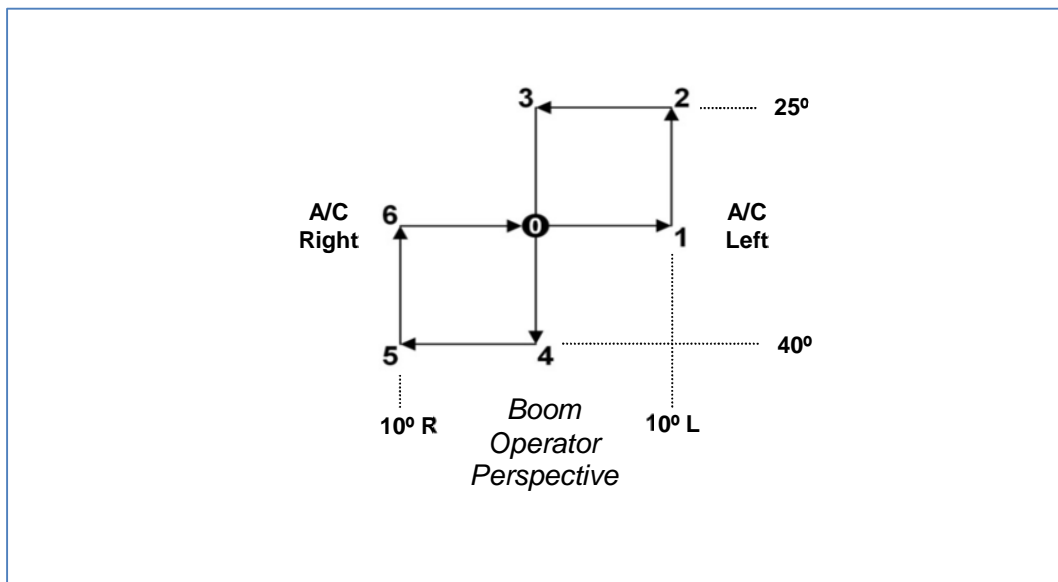 3
2
25º
A/C
Right
6
0
1
A/C
Left
5
4
40º
10º R
Boom
Operator
Perspective
10º L